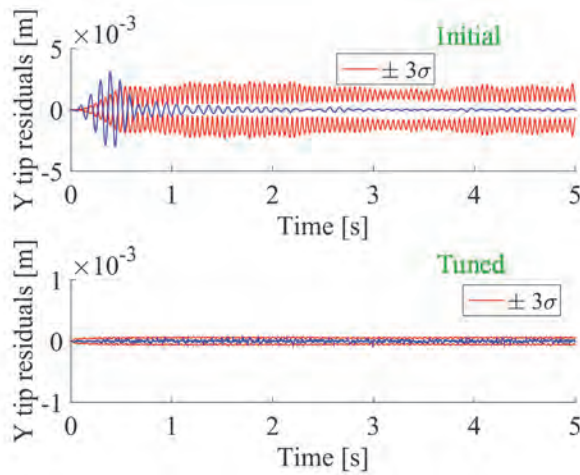 ×10⁻³
Initial
5
± 3σ
0
-5
Y tip residuals [m]
0 1 2 3 4 5
Time [s]
×10⁻³
Tuned
1
± 3σ
0
-1
Y tip residuals [m]
0 1 2 3 4 5
Time [s]